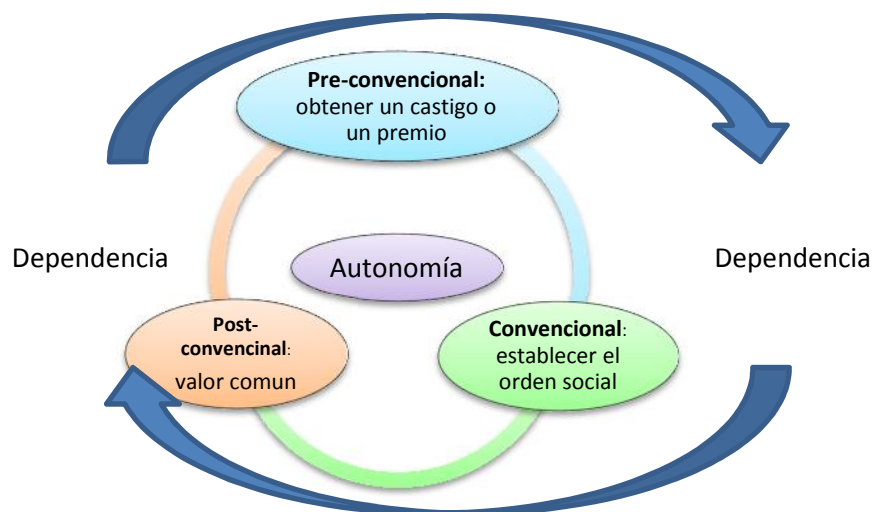 Pre-convencional:
obtener un castigo o
un premio
Dependencia
Autonomía
Dependencia
Post-
convencinal:
valor comun
Convencional:
establecer el
orden social